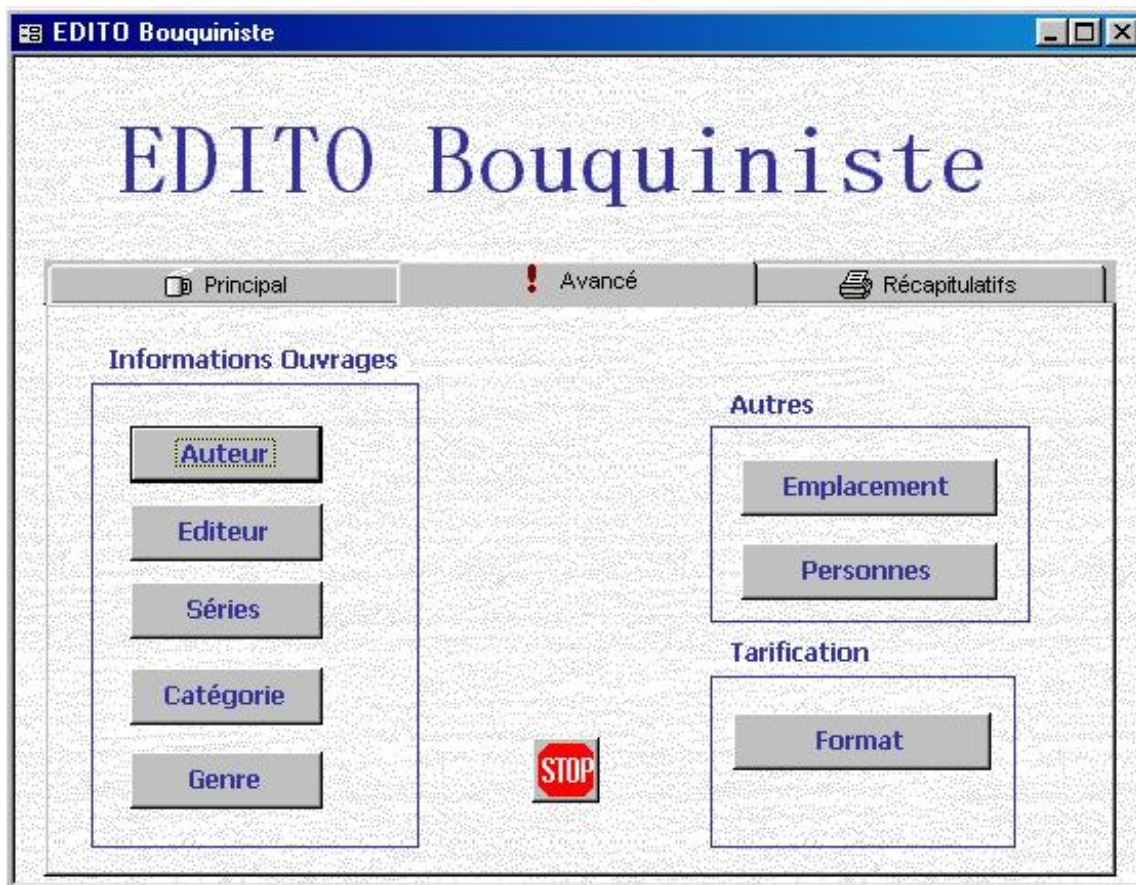 EDITO Bouquiniste
EDITO Bouquiniste
Principal
Avancé
Récapitulatifs
Informations Ouvrages
Auteur
Editeur
Séries
Catégorie
Genre
STOP
Autres
Emplacement
Personnes
Tarification
Format